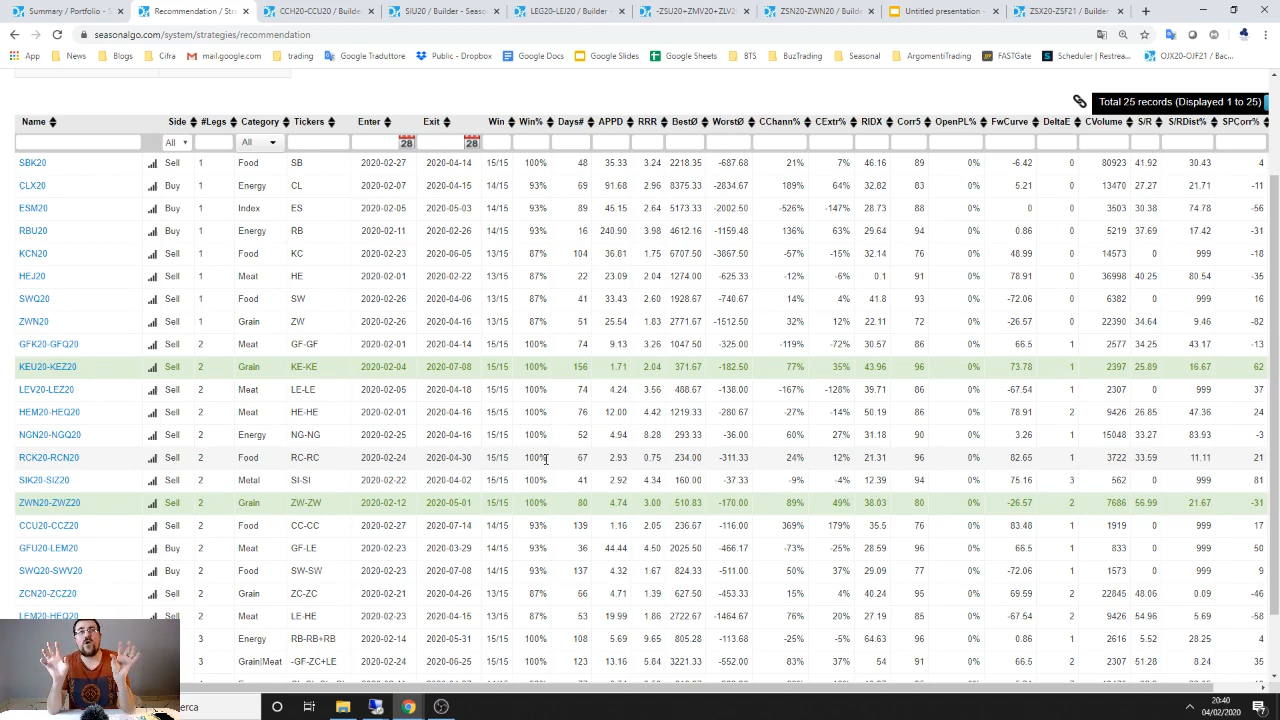 Summary / Portfolio - S
Recommendation / Stra
CCH20-CCU20 / Builder
SIU20 / Builder - Seaso
LEG20-LEJ20 / Builder -
-ZSU20+ZMV20+ZLV2
ZSN20-ZWN20 / Builder
Untitled presentation -
ZSX20-ZSF21 / Builder
seasonalgo.com/system/strategies/recommendation
App News Cifra mail.google.com trading Google Traduttore Public - Dropbox Google Docs Google Slides Google Sheets BTS BuzTrading Seasonal ArgomentiTrading FASTGate Scheduler | Restrea... OJX20-OJF21 / Bac...
Total 25 records (Displayed 1 to 25)
Name Side #Legs Category Tickers Enter Exit Win Win% Days# APPD RRR BestØ WorstØ CChann% CExtr% RIDX Corr5 OpenPL% FwCurve DeltaE CVolume S/R S/RDist% SPCorr%
All All 28 28
SBK20 Sell 1 Food SB 2020-02-27 2020-04-14 15/15 100% 48 35.33 3.24 2218.35 -687.68 21% 7% 46.16 89 0% -6.42 0 80923 41.92 30.43 4
CLX20 Buy 1 Energy CL 2020-02-07 2020-04-15 14/15 93% 69 91.68 2.96 8375.33 -2834.67 189% 64% 32.82 83 0% 5.21 0 13470 27.27 21.71 -11
ESM20 Buy 1 Index ES 2020-02-05 2020-05-03 14/15 93% 89 45.15 2.64 5173.33 -2002.50 -526% -147% 28.73 88 0% 0 0 3503 30.38 74.78 -56
RBU20 Buy 1 Energy RB 2020-02-11 2020-02-26 14/15 93% 16 240.90 3.98 4612.16 -1159.48 136% 63% 29.64 94 0% 0.86 0 5219 37.69 17.42 -31
KCN20 Sell 1 Food KC 2020-02-23 2020-06-05 13/15 87% 104 36.81 1.75 6707.50 -3867.50 -57% -15% 32.14 76 0% 48.99 0 14573 0 999 -18
HEJ20 Sell 1 Meat HE 2020-02-01 2020-02-22 13/15 87% 22 23.09 2.04 1274.00 -625.33 -12% -6% 0.1 91 0% 78.91 0 36998 40.25 80.54 -35
SWQ20 Sell 1 Food SW 2020-02-26 2020-04-06 13/15 87% 41 33.43 2.60 1928.67 -740.67 14% 4% 41.8 93 0% -72.06 0 6382 0 999 16
ZWN20 Sell 1 Grain ZW 2020-02-26 2020-04-16 13/15 87% 51 25.54 1.83 2771.67 -1512.50 32% 12% 22.11 72 0% -26.57 0 22390 34.64 9.46 -82
GFK20-GFQ20 Sell 2 Meat GF-GF 2020-02-01 2020-04-14 15/15 100% 74 9.13 3.26 1047.50 -325.00 -119% -72% 30.57 86 0% 66.5 1 2577 34.25 43.17 -13
KEU20-KEZ20 Sell 2 Grain KE-KE 2020-02-04 2020-07-08 15/15 100% 156 1.71 2.04 371.67 -182.50 77% 35% 43.96 96 0% 73.78 1 2397 25.89 16.67 62
LEV20-LEZ20 Sell 2 Meat LE-LE 2020-02-05 2020-04-18 15/15 100% 74 4.24 3.56 488.67 -138.00 -167% -128% 39.71 86 0% -67.54 1 2307 0 999 37
HEM20-HEQ20 Sell 2 Meat HE-HE 2020-02-01 2020-04-16 15/15 100% 76 12.00 4.42 1219.33 -280.67 -27% -14% 50.19 86 0% 78.91 2 9426 26.85 47.36 24
NGN20-NGQ20 Sell 2 Energy NG-NG 2020-02-25 2020-04-16 15/15 100% 52 4.94 8.28 293.33 -36.00 60% 27% 31.18 90 0% 3.26 1 15048 33.27 83.93 -3
RCK20-RCN20 Sell 2 Food RC-RC 2020-02-24 2020-04-30 15/15 100% 67 2.93 0.75 234.00 -311.33 24% 12% 21.31 96 0% 82.65 1 3722 33.59 11.11 21
SIK20-SIZ20 Sell 2 Metal SI-SI 2020-02-22 2020-04-02 15/15 100% 41 2.92 4.34 160.00 -37.33 -9% -4% 12.39 94 0% 75.16 3 562 0 999 81
ZWN20-ZWZ20 Sell 2 Grain ZW-ZW 2020-02-12 2020-05-01 15/15 100% 80 4.74 3.00 510.83 -170.00 89% 49% 38.03 80 0% -26.57 2 7686 56.99 21.67 -31
CCU20-CCZ20 Sell 2 Food CC-CC 2020-02-27 2020-07-14 14/15 93% 139 1.16 2.05 236.67 -116.00 369% 179% 35.5 76 0% 83.48 1 1919 0 999 17
GFU20-LEM20 Buy 2 Meat GF-LE 2020-02-23 2020-03-29 14/15 93% 36 44.44 4.50 2025.50 -466.17 -73% -25% 28.59 96 0% 66.5 1 833 0 999 50
SWQ20-SWV20 Buy 2 Food SW-SW 2020-02-23 2020-07-08 14/15 93% 137 4.32 1.67 824.33 -511.00 50% 37% 29.09 77 0% -72.06 1 1573 0 999 9
ZCN20-ZCZ20 Sell 2 Grain ZC-ZC 2020-02-21 2020-04-26 13/15 87% 66 4.71 1.39 627.50 -453.33 15% 4% 40.24 95 0% 69.59 2 22845 48.06 0.09 -46
LEM20-HEQ20 Sell 2 Meat LE-HE 2020-02-23 2020-04-15 13/15 87% 53 19.99 1.86 2722.67 -1464.67 76% 20% 27.19 85 0% -67.54 2 9426 54.96 5.69 -58
3 Energy RB-RB+RB 2020-02-14 2020-05-31 15/15 100% 108 5.69 9.65 805.28 -113.68 -25% -5% 64.63 96 0% 0.86 1 2616 5.52 28.25 4
3 Grain|Meat -GF-ZC+LE 2020-02-24 2020-06-25 15/15 100% 123 13.16 5.84 3221.33 -552.00 83% 37% 54 91 0% 66.5 2 2307 51.28 8.24 35
erca
20:40
04/02/2020